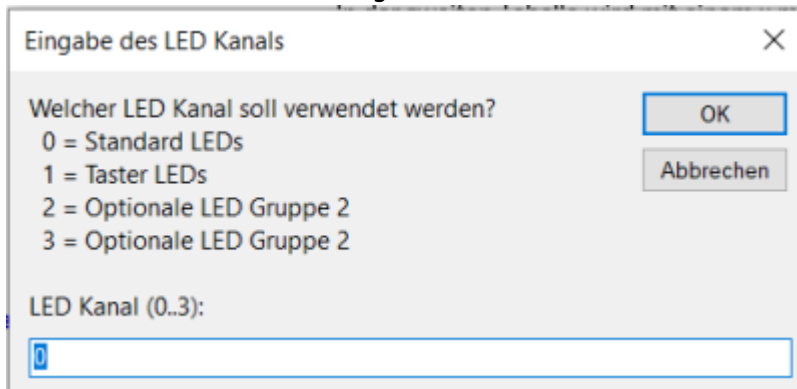 Eingabe des LED Kanals
Welcher LED Kanal soll verwendet werden?
0 = Standard LEDs
1 = Taster LEDs
2 = Optionale LED Gruppe 2
3 = Optionale LED Gruppe 2
OK
Abbrechen
LED Kanal (0..3):
0